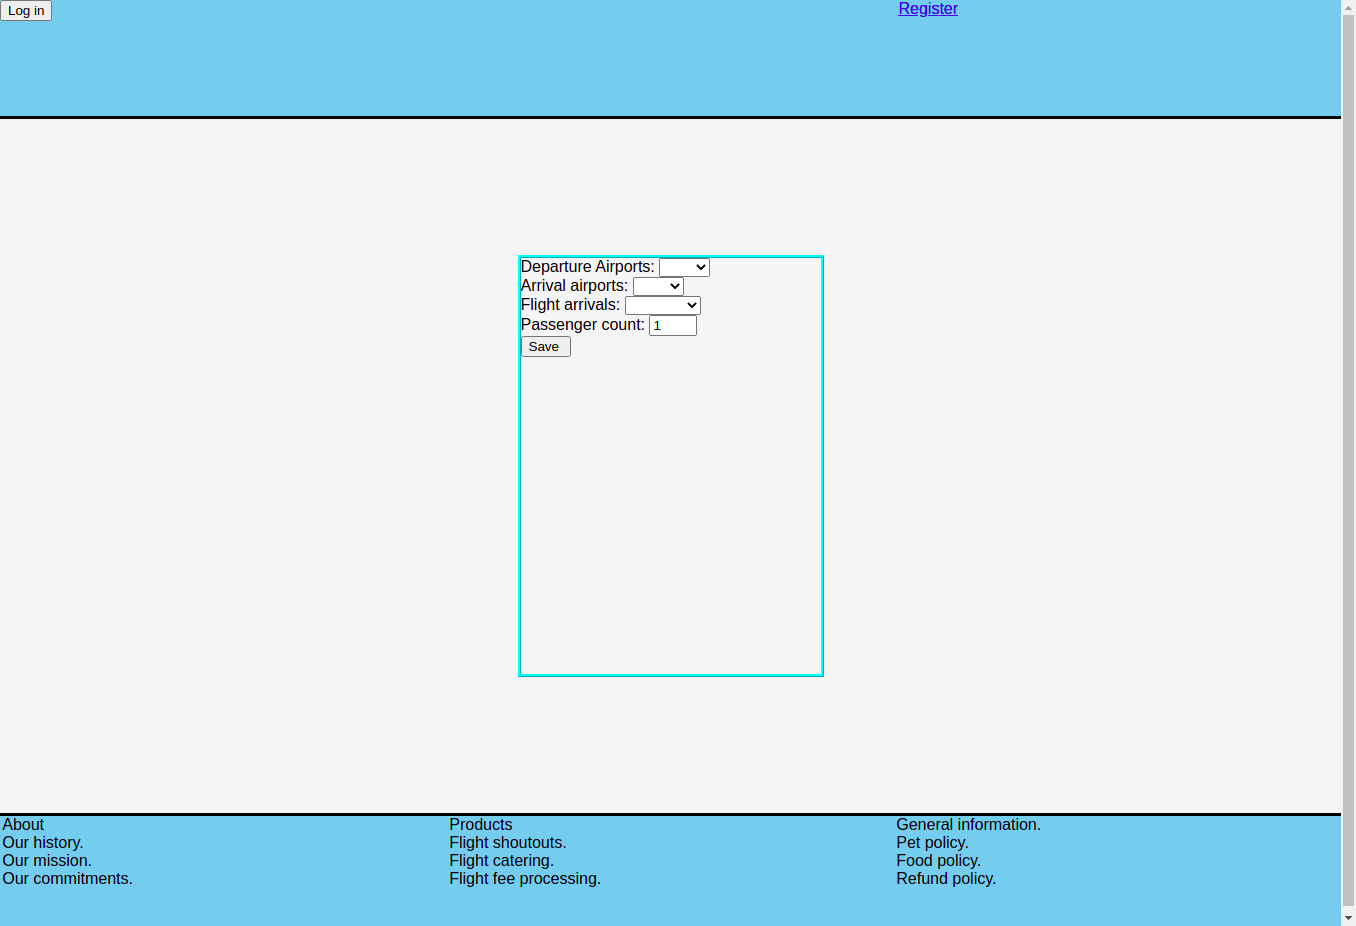 Log in
Register
Departure Airports:
Arrival airports:
Flight arrivals:
Passenger count: 1
Save
About
Our history.
Our mission.
Our commitments.
Products
Flight shoutouts.
Flight catering.
Flight fee processing.
General information.
Pet policy.
Food policy.
Refund policy.